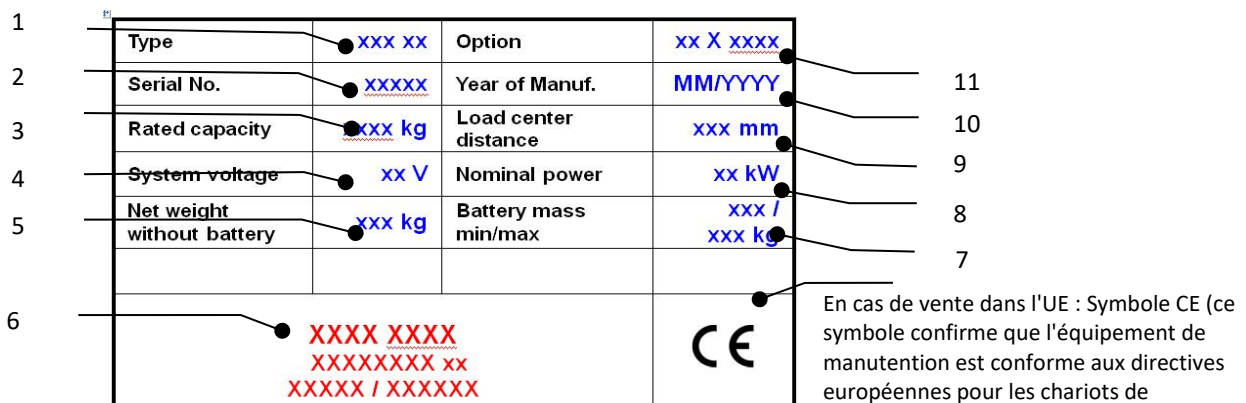 1
Type xxx xx Option xx X xxxx
11
2
Serial No. xxxxx Year of Manuf. MM/YYYY
10
3
Rated capacity xxxx kg Load center distance xxx mm
9
4
System voltage xx V Nominal power xx kW
8
5
Net weight without battery xxx kg Battery mass min/max xxx / xxx kg
7
6
XXXX XXXX
XXXXXXXX xx
XXXXX / XXXXXX
CE
En cas de vente dans l'UE : Symbole CE (ce
symbole confirme que l'équipement de
manutention est conforme aux directives
européennes pour les chariots de